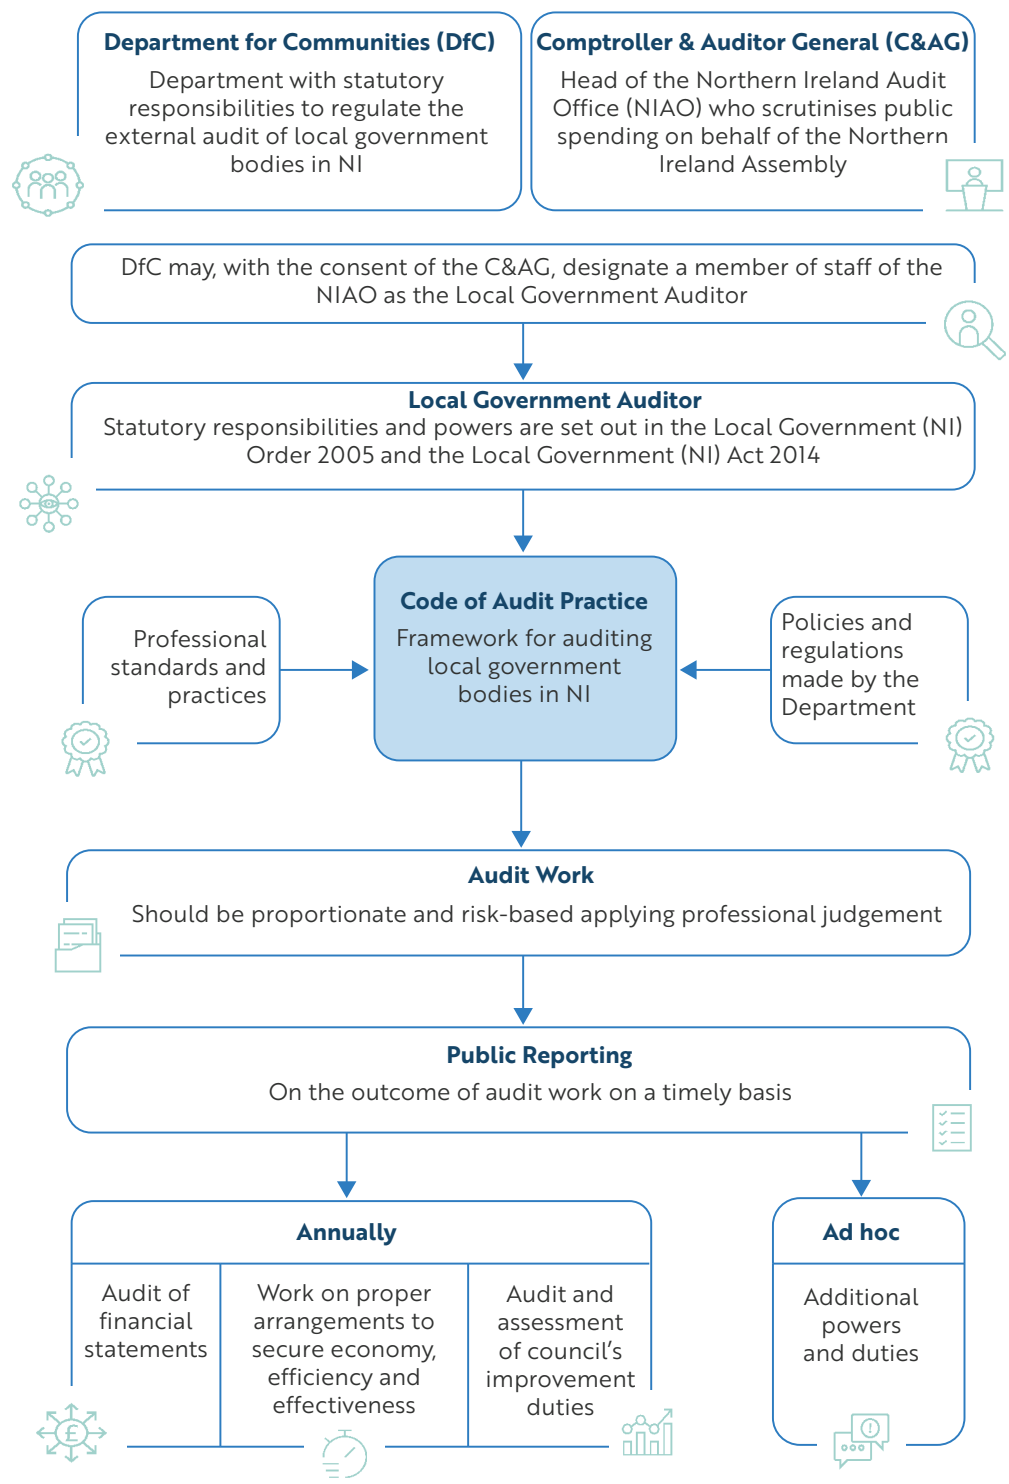 Department for Communities (DfC)
Department with statutory
responsibilities to regulate the
external audit of local government
bodies in NI
Comptroller & Auditor General (C&AG)
Head of the Northern Ireland Audit
Office (NIAO) who scrutinises public
spending on behalf of the Northern
Ireland Assembly
DfC may, with the consent of the C&AG, designate a member of staff of the
NIAO as the Local Government Auditor
Local Government Auditor
Statutory responsibilities and powers are set out in the Local Government (NI)
Order 2005 and the Local Government (NI) Act 2014
Professional
standards and
practices
Code of Audit Practice
Framework for auditing
local government
bodies in NI
Policies and
regulations
made by the
Department
Audit Work
Should be proportionate and risk-based applying professional judgement
Public Reporting
On the outcome of audit work on a timely basis
Annually
Audit of
financial
statements
Work on proper
arrangements to
secure economy,
efficiency and
effectiveness
Audit and
assessment
of council’s
improvement
duties
Ad hoc
Additional
powers
and duties
£